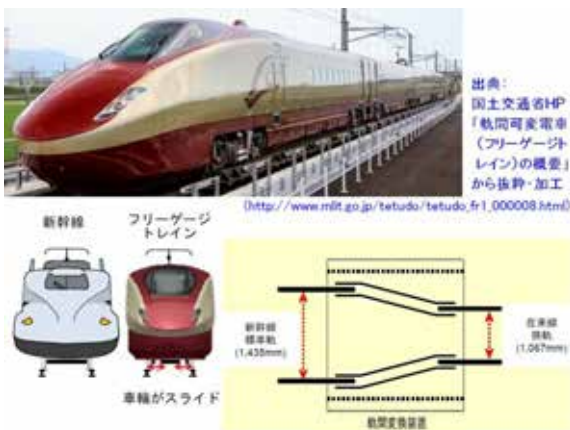 出典：
国土交通省HP
「軌間可変電車
（フリーゲージト
レイン）の概要」
から抜粋・加工
(http://www.mlit.go.jp/tetudo/tetudo_fr1_000008.html)
新幹線
フリーゲージ
トレイン
車輪がスライド
新幹線
標準軌
(1,435mm)
在来線
狭軌
(1,067mm)
軌間変換装置